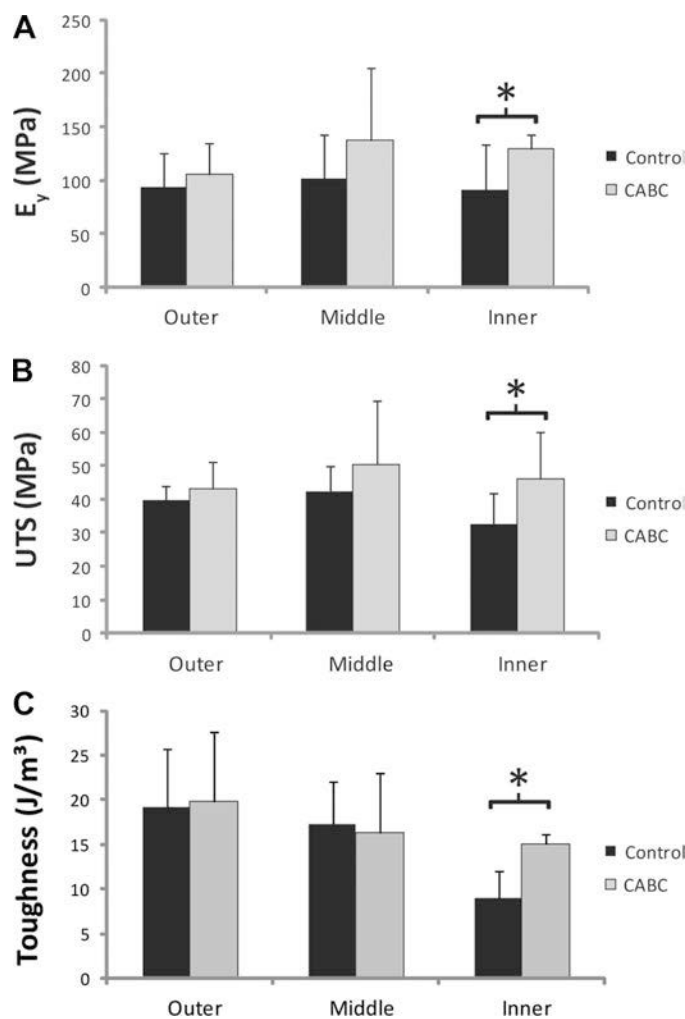 A
E_y (MPa)
250
200
150
100
50
0
*
Control
CABC
Outer Middle Inner
B
UTS (MPa)
80
70
60
50
40
30
20
10
0
*
Control
CABC
Outer Middle Inner
C
Toughness (J/m³)
30
25
20
15
10
5
0
*
Control
CABC
Outer Middle Inner